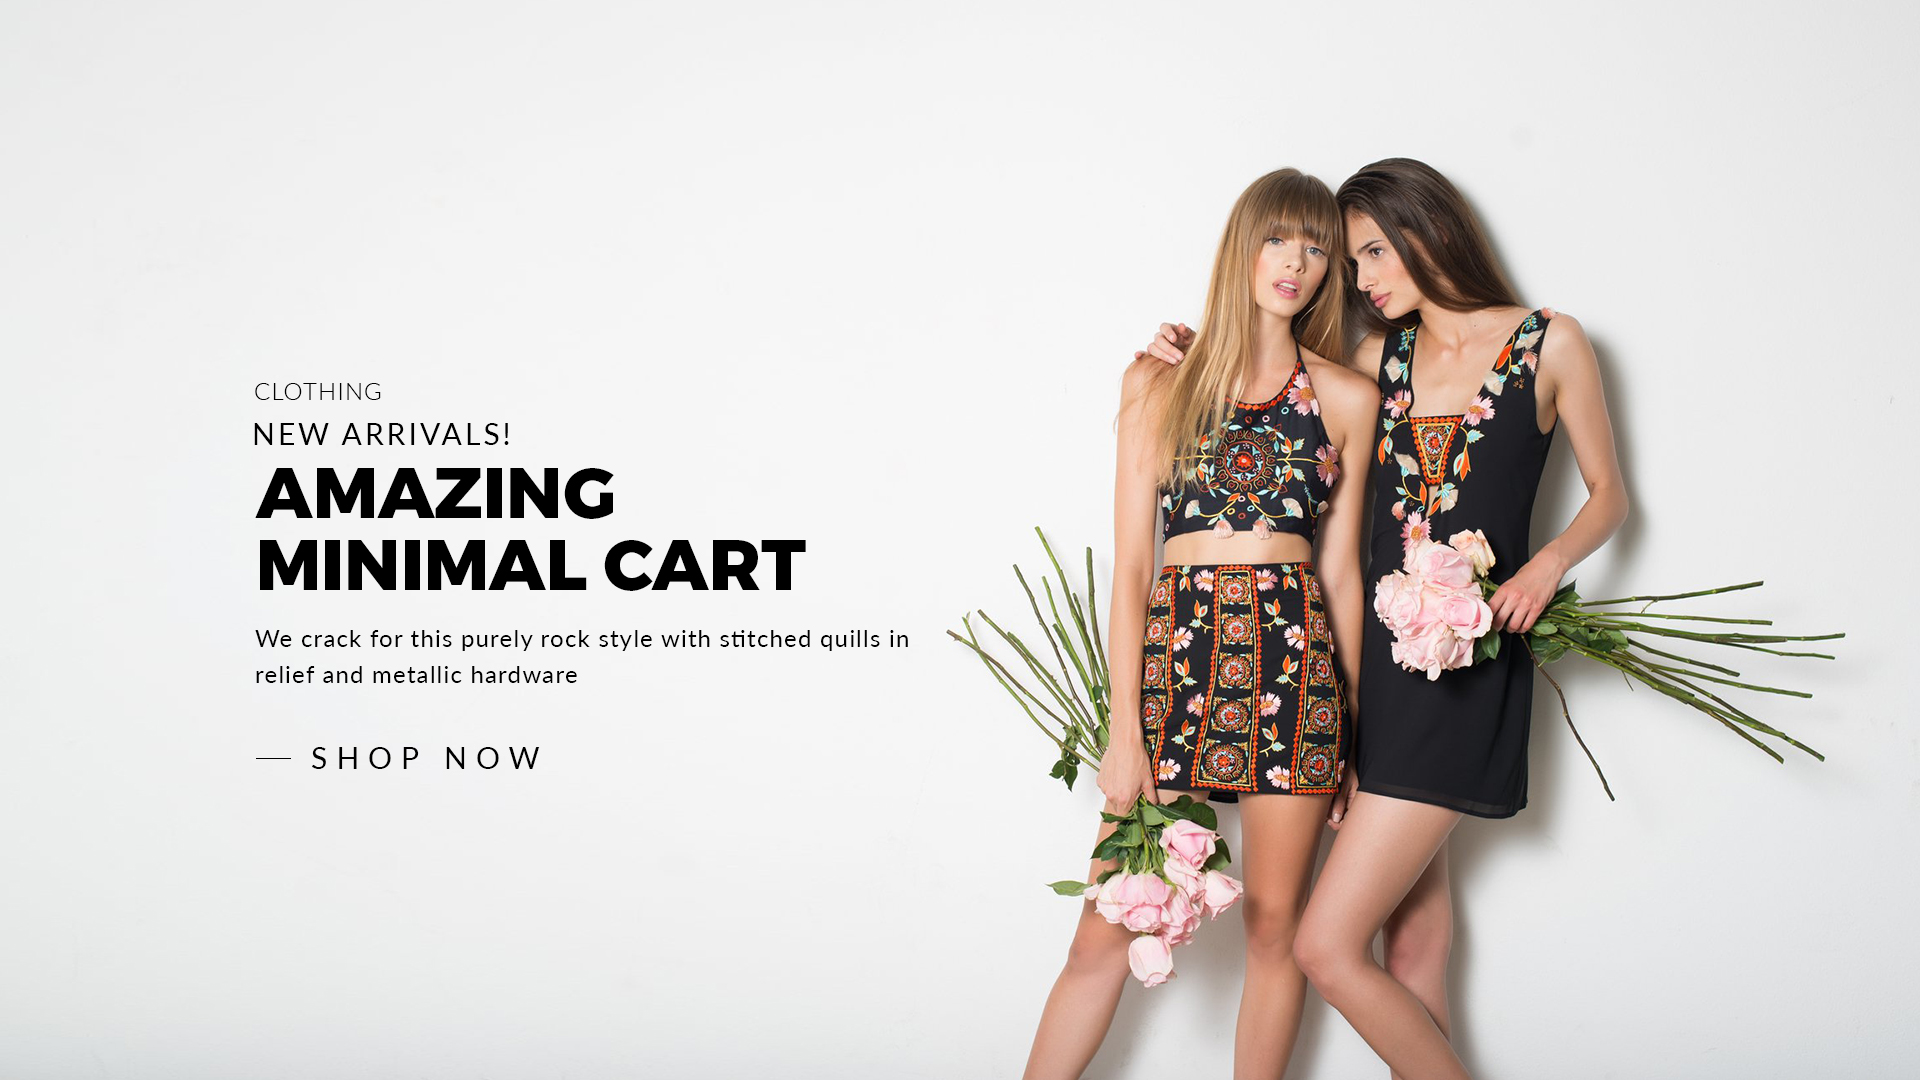 CLOTHING
NEW ARRIVALS!
AMAZING
MINIMAL CART
We crack for this purely rock style with stitched quills in
relief and metallic hardware
SHOP NOW